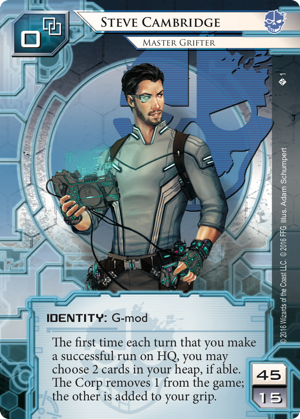 STEVE CAMBRIDGE
0
MASTER GRIFTER
1
© 2016 Wizards of the Coast LLC. © 2016 FFG Illus. Adam Schumpert
IDENTITY: G-mod
The first time each turn that you make
a successful run on HQ, you may
choose 2 cards in your heap, if able.
The Corp removes 1 from the game;
the other is added to your grip.
45
15